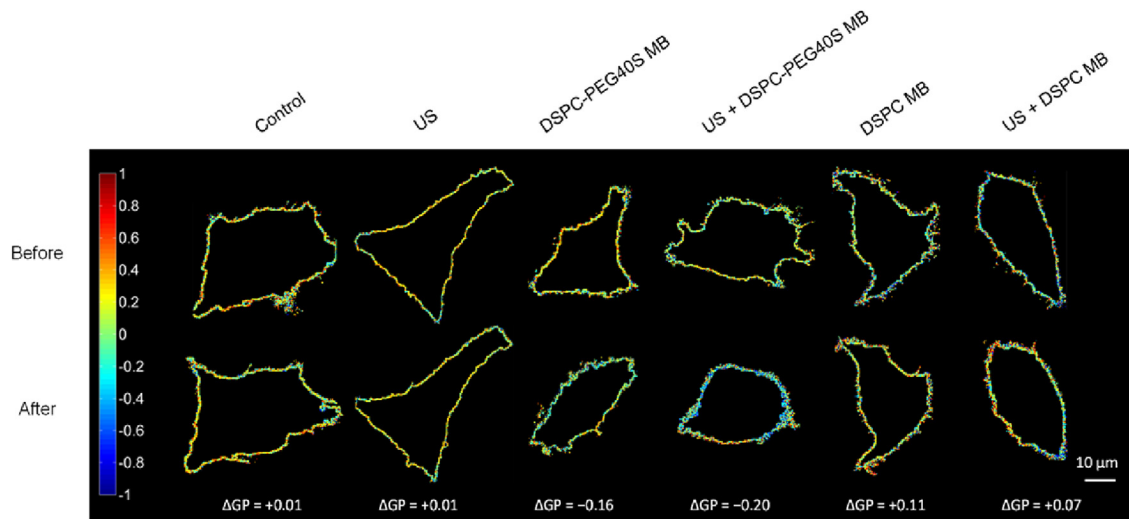 Control
US
DSPC-PEG40S MB
US + DSPC-PEG40S MB
DSPC MB
US + DSPC MB
1
0.8
0.6
0.4
0.2
0
-0.2
-0.4
-0.6
-0.8
-1
Before
After
10 µm
ΔGP = +0.01
ΔGP = +0.01
ΔGP = −0.16
ΔGP = −0.20
ΔGP = +0.11
ΔGP = +0.07